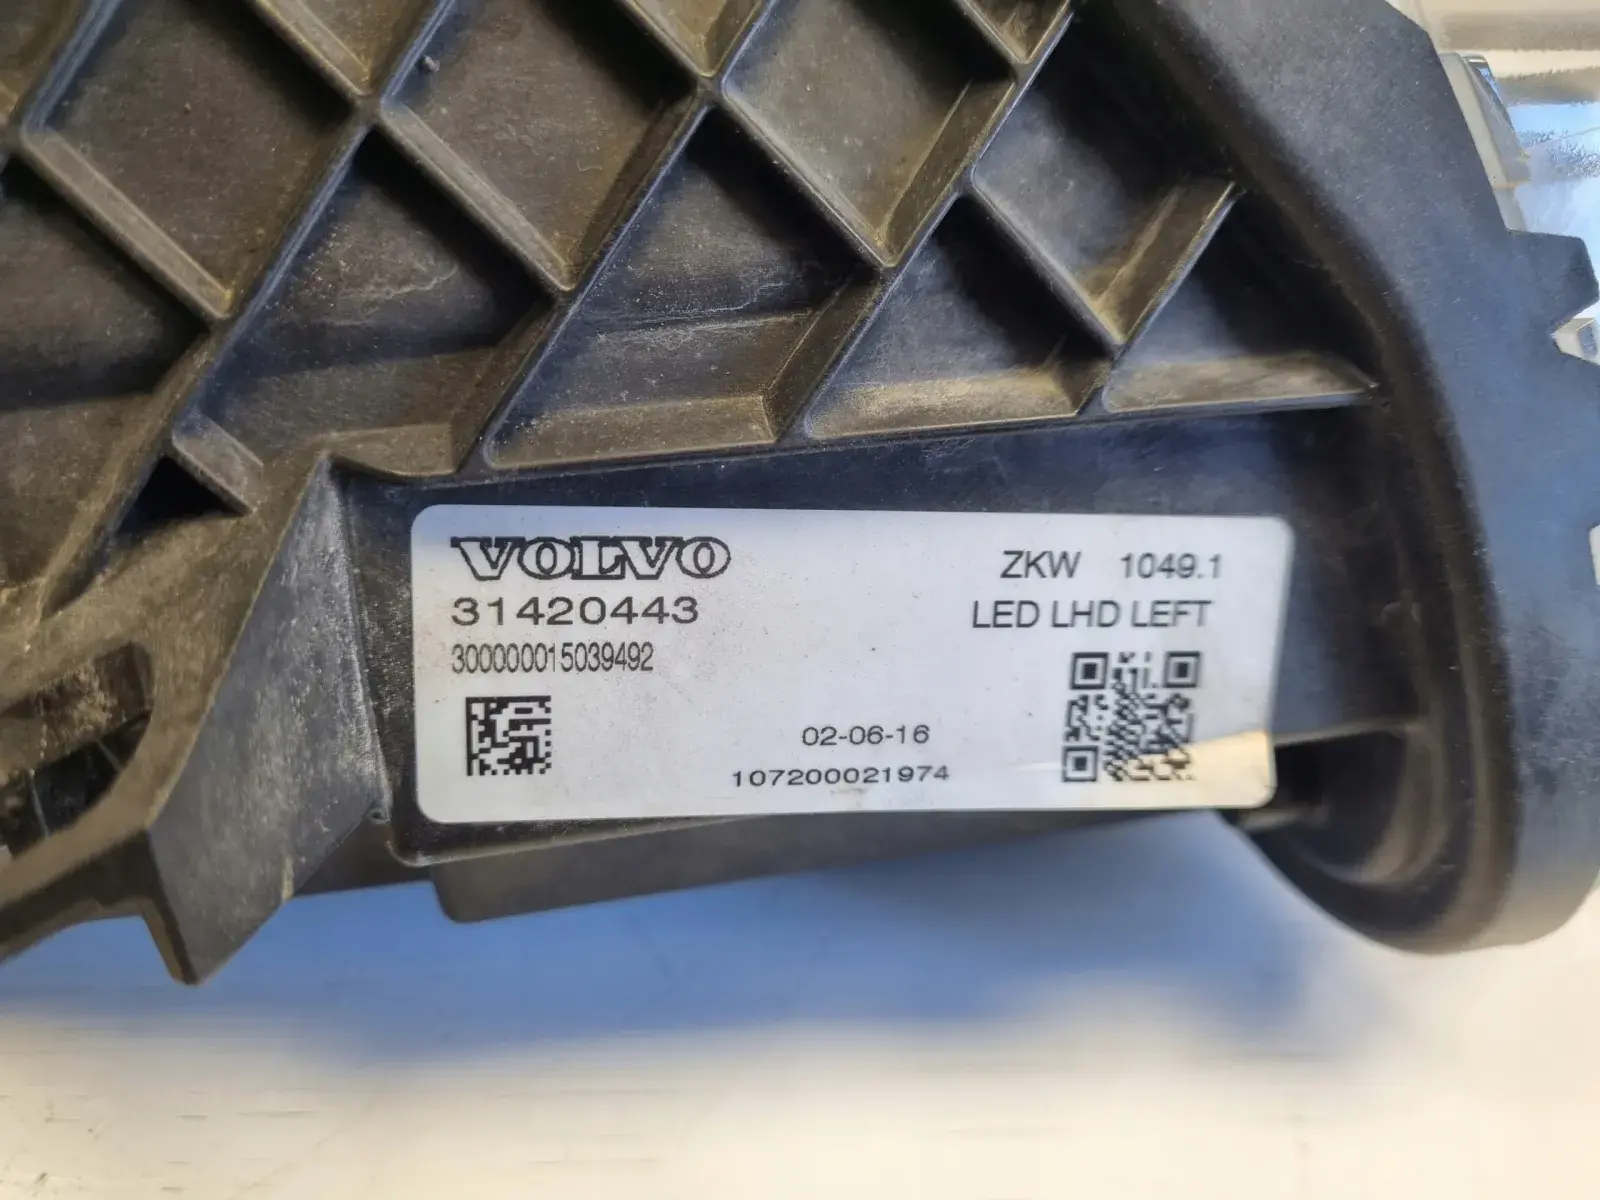 VOLVO
31420443
300000015039492
ZKW 1049.1
LED LHD LEFT
02-06-16
107200021974